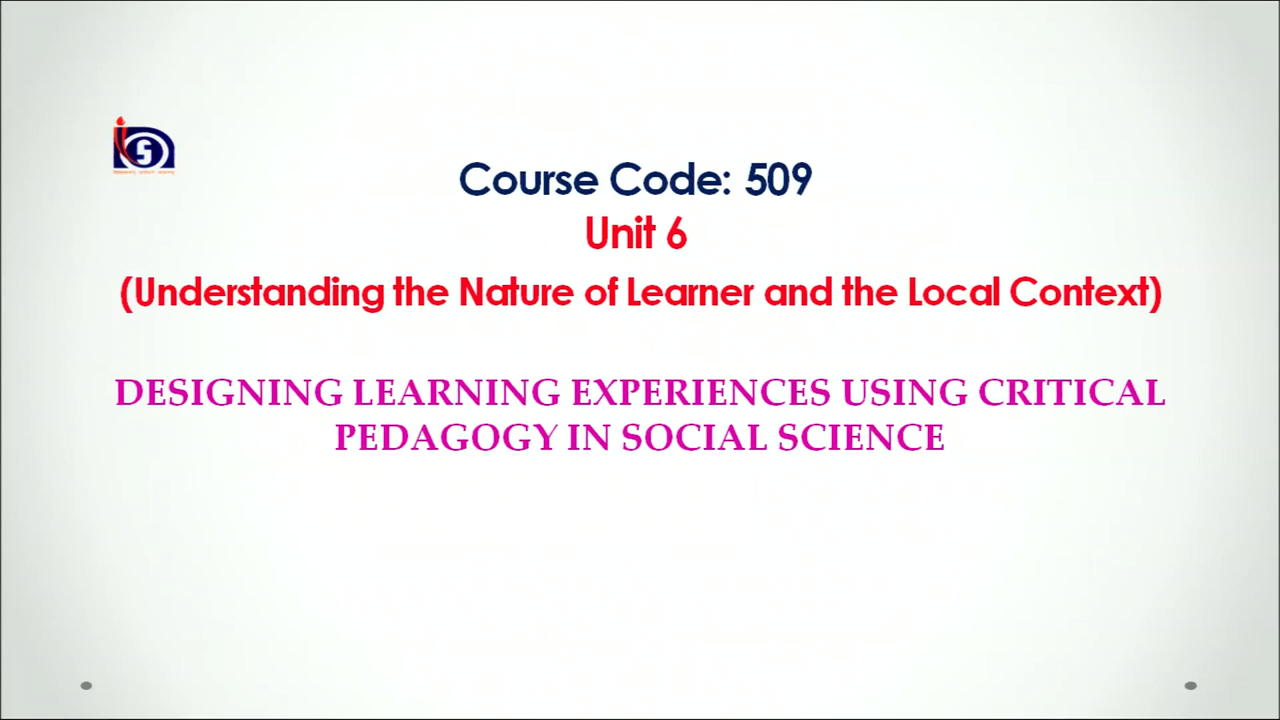 Course Code: 509
Unit 6
(Understanding the Nature of Learner and the Local Context)
DESIGNING LEARNING EXPERIENCES USING CRITICAL
PEDAGOGY IN SOCIAL SCIENCE